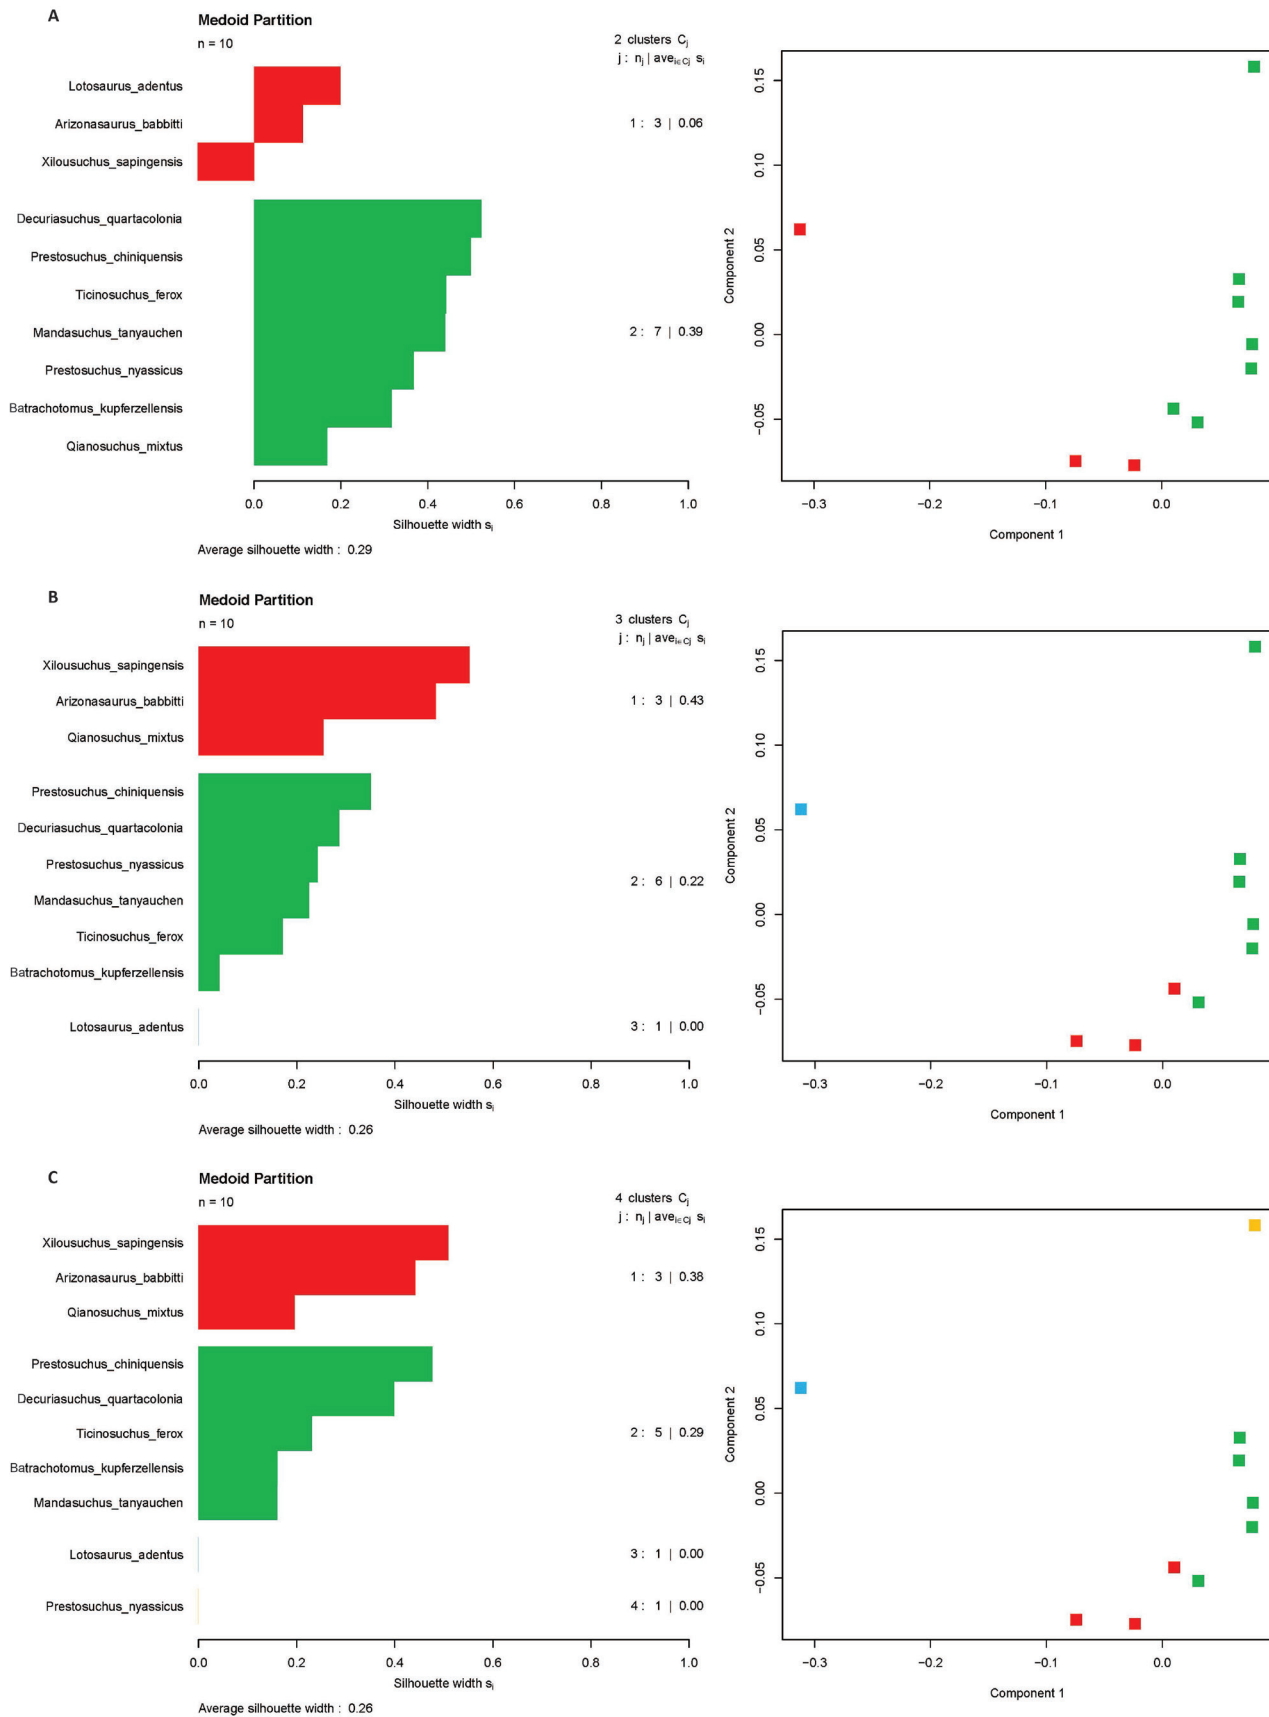 A
Medoid Partition
n = 10
2 clusters Cj
j : nj | ave i∈Cj si
Lotosaurus_adentus
Arizonasaurus_babbitti
1 : 3 | 0.06
Xilousuchus_sapingensis
Decuriasuchus_quartacolonia
Prestosuchus_chiniquensis
Ticinosuchus_ferox
Mandasuchus_tanyauchen
2 : 7 | 0.39
Prestosuchus_nyassicus
Batrachotomus_kupferzellensis
Qianosuchus_mixtus
0.0 0.2 0.4 0.6 0.8 1.0
Silhouette width si
Average silhouette width : 0.29
Component 2
0.15
0.10
0.05
0.00
−0.05
−0.3 −0.2 −0.1 0.0
Component 1
B
Medoid Partition
n = 10
3 clusters Cj
j : nj | ave i∈Cj si
Xilousuchus_sapingensis
Arizonasaurus_babbitti
1 : 3 | 0.43
Qianosuchus_mixtus
Prestosuchus_chiniquensis
Decuriasuchus_quartacolonia
Prestosuchus_nyassicus
2 : 6 | 0.22
Mandasuchus_tanyauchen
Ticinosuchus_ferox
Batrachotomus_kupferzellensis
Lotosaurus_adentus
3 : 1 | 0.00
0.0 0.2 0.4 0.6 0.8 1.0
Silhouette width si
Average silhouette width : 0.26
Component 2
0.15
0.10
0.05
0.00
−0.05
−0.3 −0.2 −0.1 0.0
Component 1
C
Medoid Partition
n = 10
4 clusters Cj
j : nj | ave i∈Cj si
Xilousuchus_sapingensis
Arizonasaurus_babbitti
1 : 3 | 0.38
Qianosuchus_mixtus
Prestosuchus_chiniquensis
Decuriasuchus_quartacolonia
Ticinosuchus_ferox
2 : 5 | 0.29
Batrachotomus_kupferzellensis
Mandasuchus_tanyauchen
Lotosaurus_adentus
3 : 1 | 0.00
Prestosuchus_nyassicus
4 : 1 | 0.00
0.0 0.2 0.4 0.6 0.8 1.0
Silhouette width si
Average silhouette width : 0.26
Component 2
0.15
0.10
0.05
0.00
−0.05
−0.3 −0.2 −0.1 0.0
Component 1